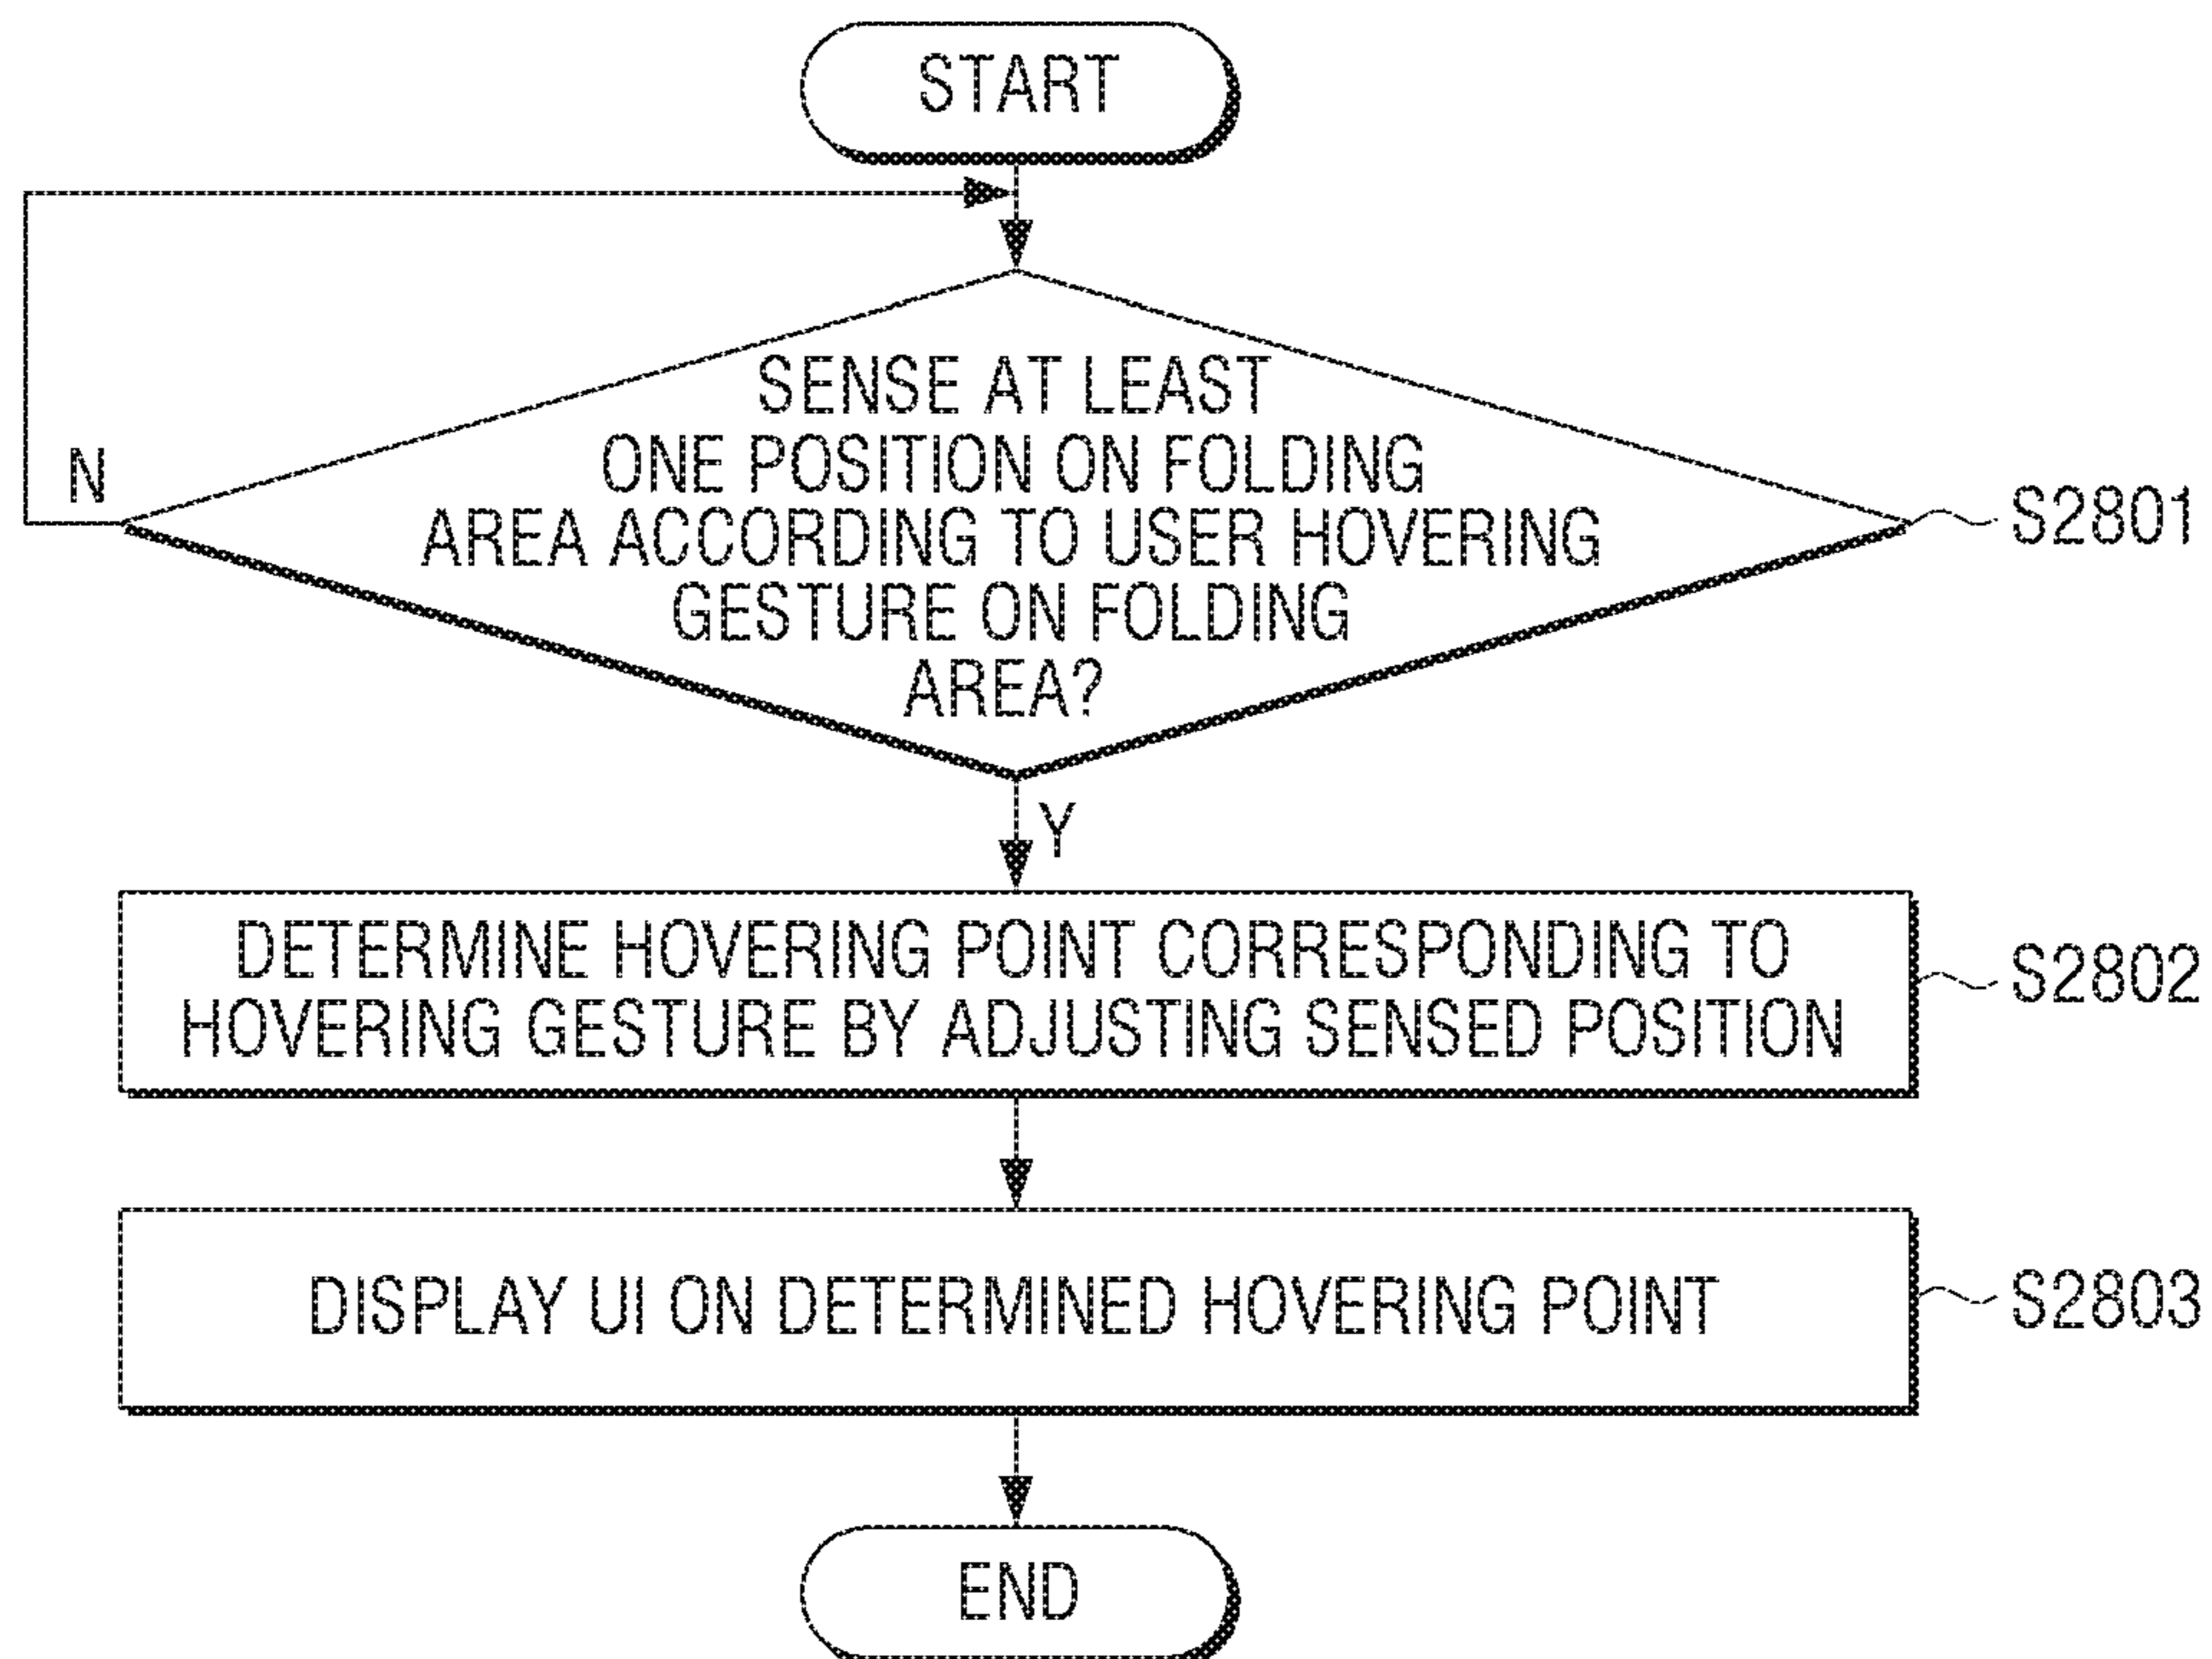 START
SENSE AT LEAST
ONE POSITION ON FOLDING
AREA ACCORDING TO USER HOVERING
GESTURE ON FOLDING
AREA?
N
S2801
Y
DETERMINE HOVERING POINT CORRESPONDING TO
HOVERING GESTURE BY ADJUSTING SENSED POSITION
S2802
DISPLAY UI ON DETERMINED HOVERING POINT
S2803
END